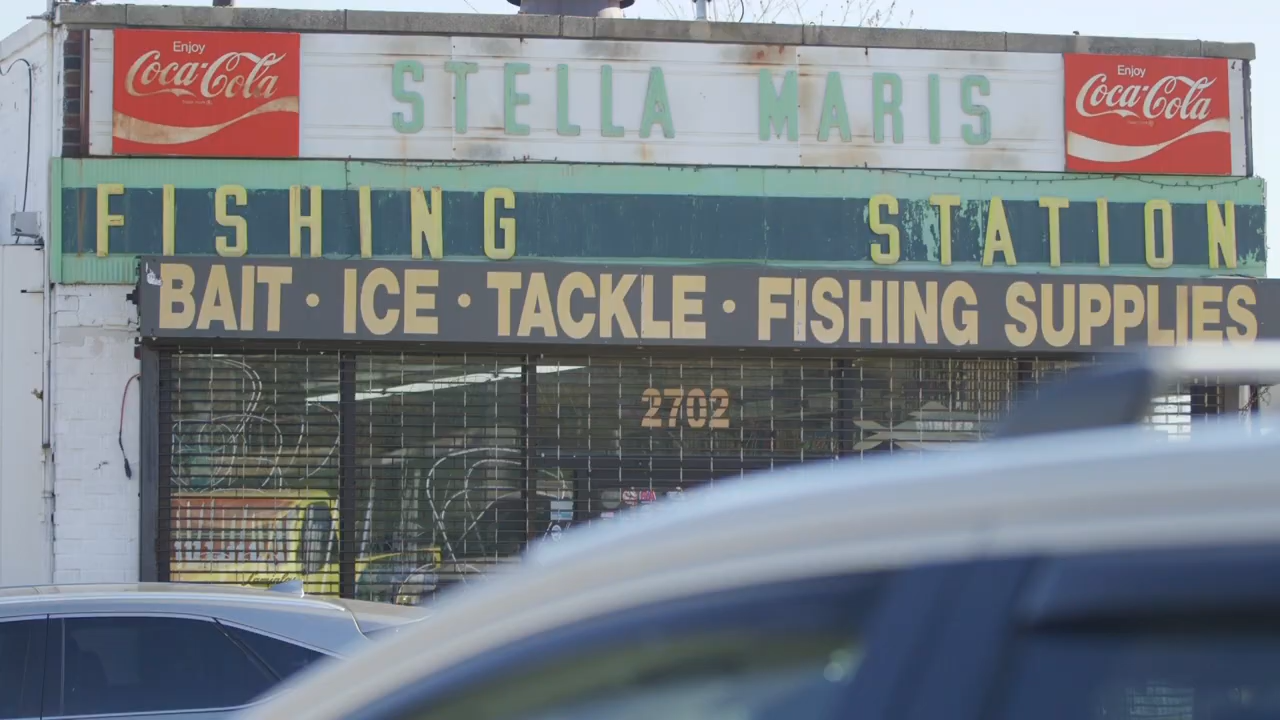 Enjoy
Coca-Cola
STELLA MARIS
Enjoy
Coca-Cola
FISHING STATION
BAIT · ICE · TACKLE · FISHING SUPPLIES
2702